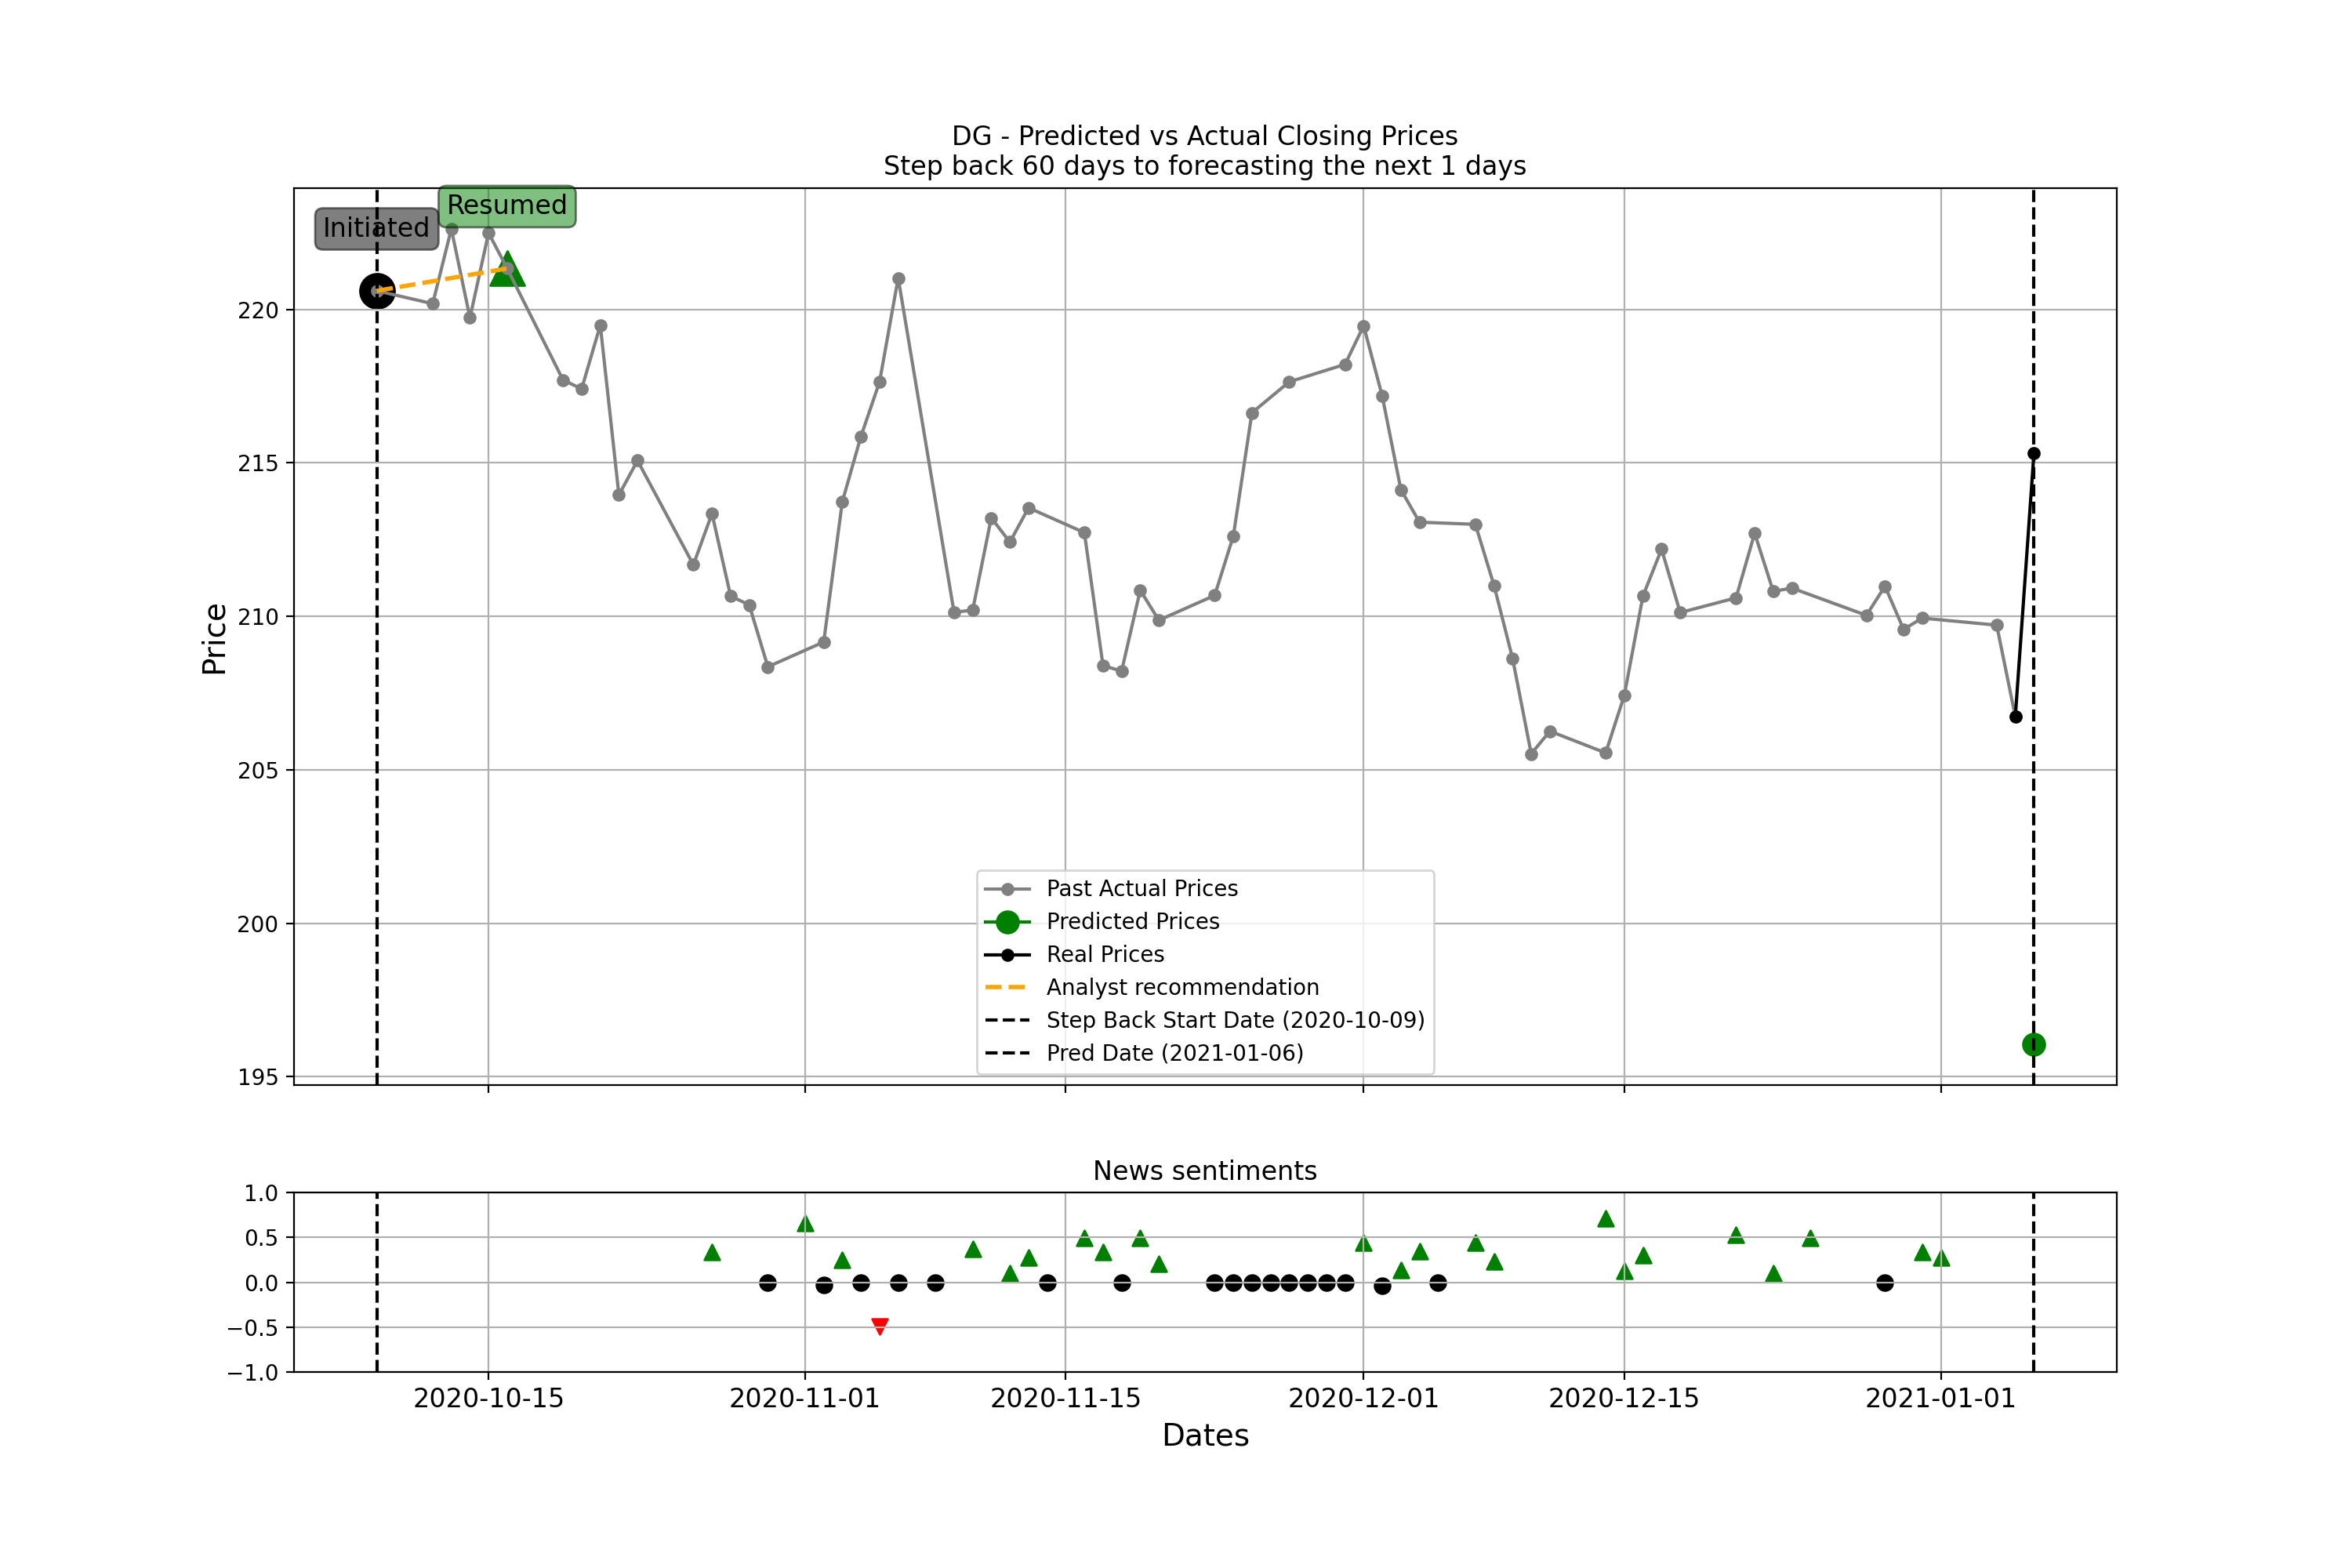 DG - Predicted vs Actual Closing Prices
Step back 60 days to forecasting the next 1 days
Resumed
Initiated
220
215
210
205
200
195
Price
Past Actual Prices
Predicted Prices
Real Prices
Analyst recommendation
Step Back Start Date (2020-10-09)
Pred Date (2021-01-06)
News sentiments
1.0
0.5
0.0
−0.5
−1.0
2020-10-15 2020-11-01 2020-11-15 2020-12-01 2020-12-15 2021-01-01
Dates